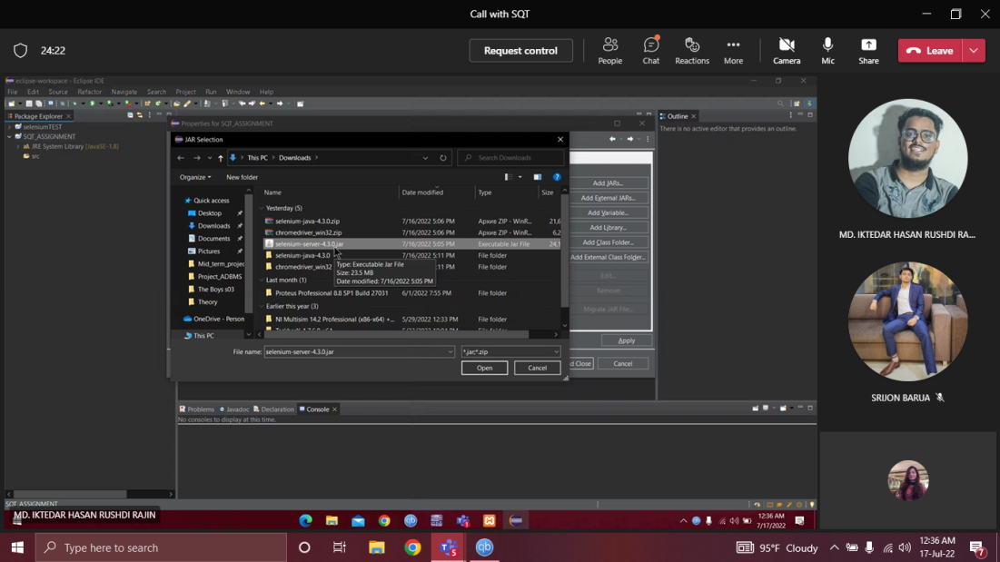 Call with SQT
24:22
Request control
People
Chat
Reactions
More
Camera
Mic
Share
Leave
eclipse-workspace - Eclipse IDE
File Edit Source Refactor Navigate Search Project Run Window Help
Package Explorer
seleniumTEST
SQT_ASSIGNMENT
JRE System Library [JavaSE-1.8]
src
Properties for SQT_ASSIGNMENT
JAR Selection
This PC > Downloads >
Search Downloads
Organize
New folder
Name Date modified Type Size
Quick access
Desktop
Downloads
Documents
Pictures
Mid_term_projec
Project_ADBMS
The Boys s03
Theory
OneDrive - Person
This PC
Yesterday (5)
selenium-java-4.3.0.zip 7/16/2022 5:06 PM Архив ZIP - WinR... 21,6
chromedriver_win32.zip 7/16/2022 5:06 PM Архив ZIP - WinR... 6,2
selenium-server-4.3.0.jar 7/16/2022 5:05 PM Executable Jar File 24,1
selenium-java-4.3.0 7/16/2022 5:11 PM File folder
chromedriver_win32 :11 PM File folder
Type: Executable Jar File
Size: 23.5 MB
Date modified: 7/16/2022 5:05 PM
Last month (1)
Proteus Professional 8.8 SP1 Build 27031 6/1/2022 7:55 PM File folder
Earlier this year (3)
NI Multisim 14.2 Professional (x86-x64) +... 5/29/2022 12:33 PM File folder
File name: selenium-server-4.3.0.jar
*.jar;*.zip
Open
Cancel
Add JARs...
Add External JARs...
Add Variable...
Add Library...
Add Class Folder...
Add External Class Folder...
Edit...
Remove
Migrate JAR File...
Apply
d Close
Cancel
Outline
There is no active editor that provides an outline.
Problems Javadoc Declaration Console
No consoles to display at this time.
SQT_ASSIGNMENT
MD. IKTEDAR HASAN RUSHDI RAJIN
12:36 AM
7/17/2022
MD. IKTEDAR HASAN RUSHDI RA...
SRIJON BARUA
Type here to search
95°F Cloudy
12:36 AM
17-Jul-22
7